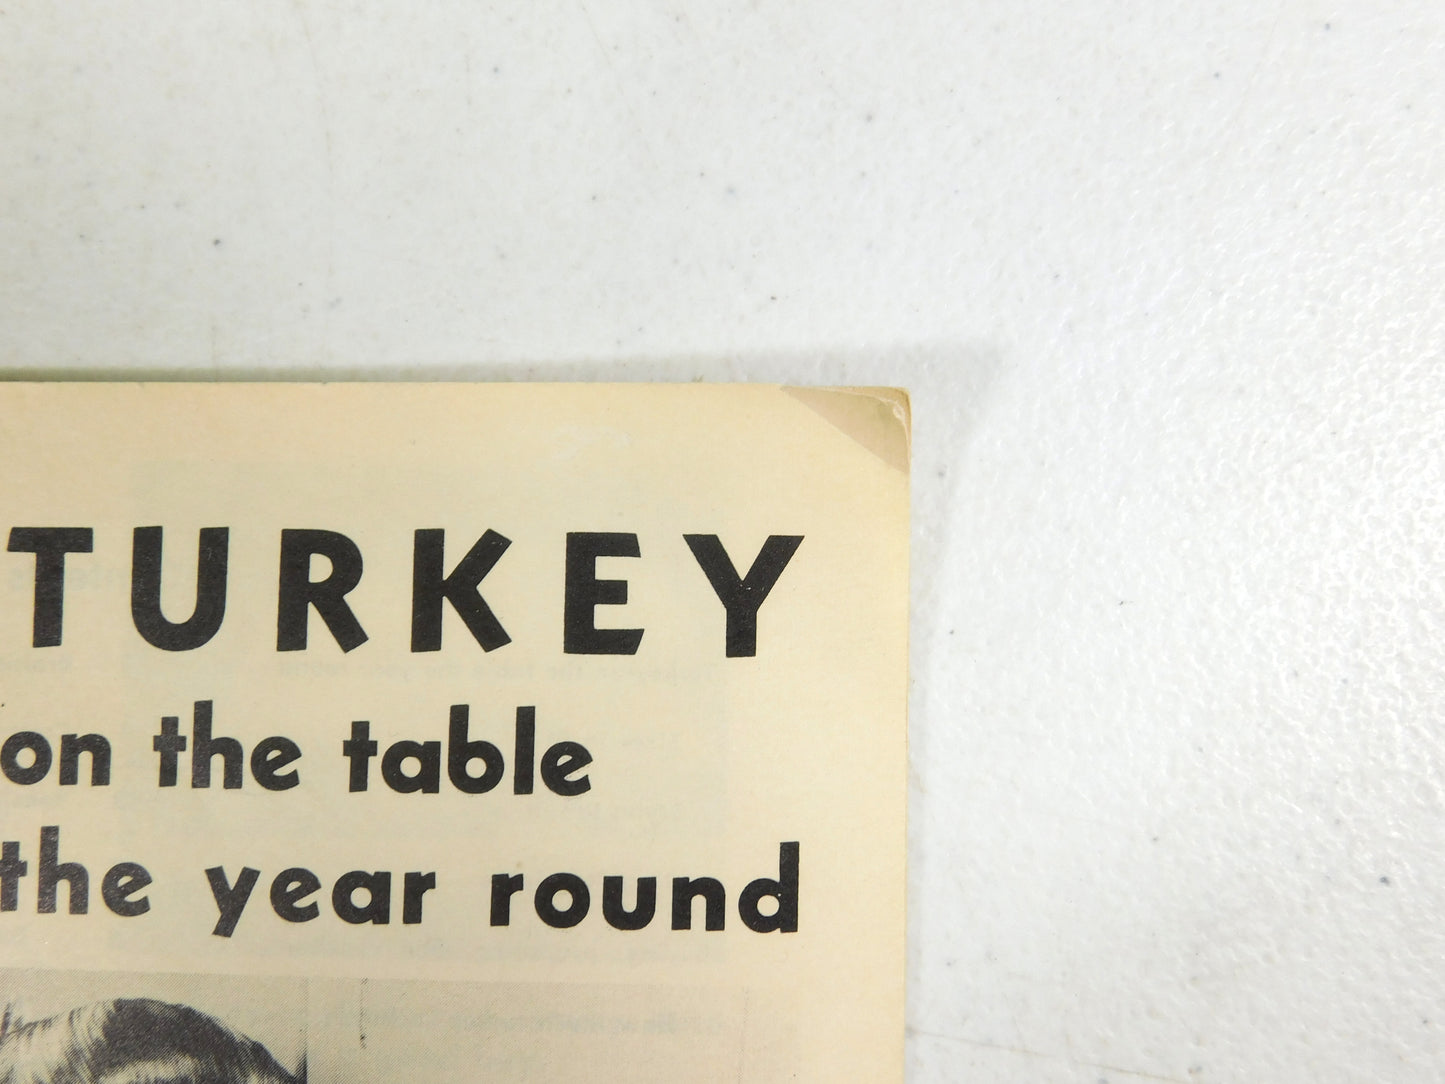 TURKEY
on the table
the year round